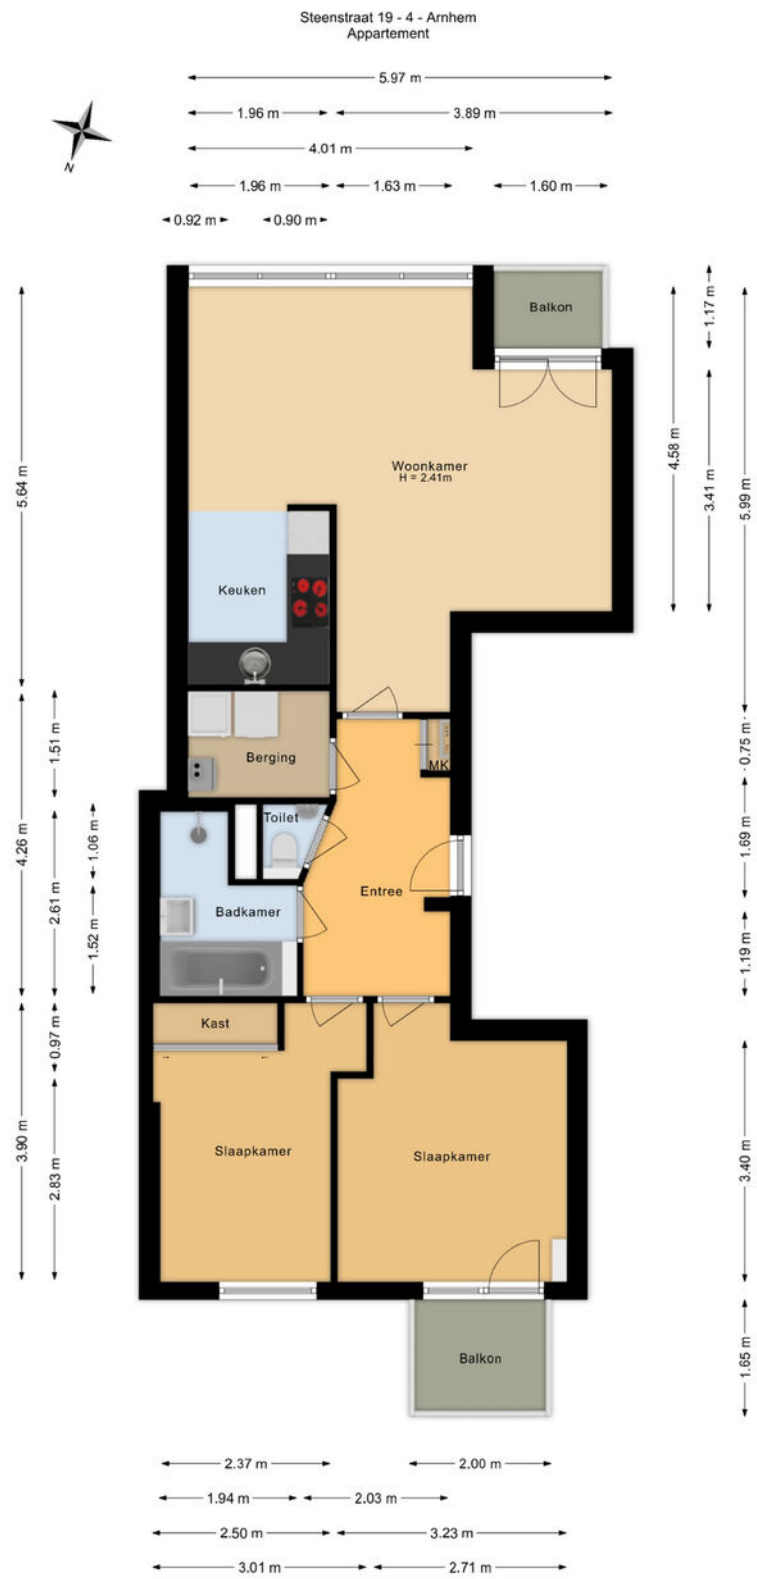 Steenstraat 19 - 4 - Arnhem
Appartement
5.97 m
1.96 m
3.89 m
4.01 m
1.96 m
1.63 m
1.60 m
0.92 m
0.90 m
N
Balkon
1.17 m
Woonkamer
H = 2.41m
4.58 m
3.41 m
5.99 m
5.64 m
Keuken
Berging
MK
0.75 m
1.51 m
Toilet
1.06 m
1.69 m
4.26 m
2.61 m
Entree
Badkamer
1.52 m
1.19 m
Kast
0.97 m
Slaapkamer
Slaapkamer
3.90 m
2.83 m
3.40 m
Balkon
1.65 m
2.37 m
2.00 m
1.94 m
2.03 m
2.50 m
3.23 m
3.01 m
2.71 m